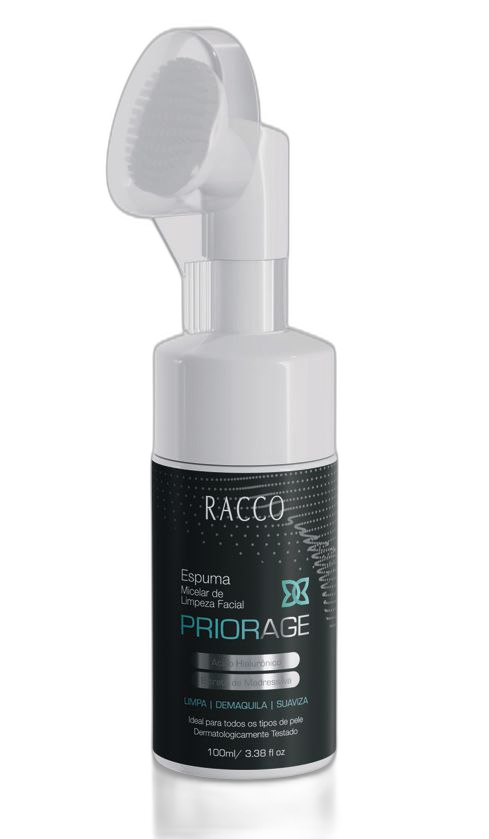 RACCO
Espuma
Micelar de
Limpeza Facial
PRIORAGE
Ácido Hialurônico
Extrato de Madressilva
LIMPA | DEMAQUILA | SUAVIZA
Ideal para todos os tipos de pele
Dermatologicamente Testado
100ml/ 3.38 fl oz